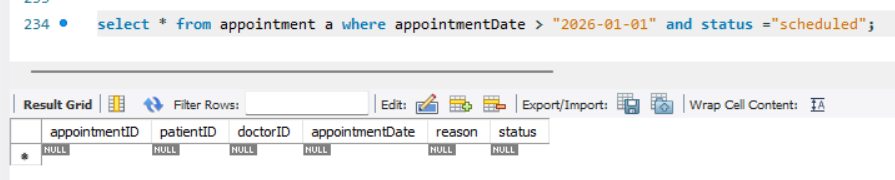 234 select * from appointment a where appointmentDate > "2026-01-01" and status ="scheduled";
Result Grid Filter Rows: Edit: Export/Import: Wrap Cell Content: IA
appointmentID patientID doctorID appointmentDate reason status
* NULL NULL NULL NULL NULL NULL